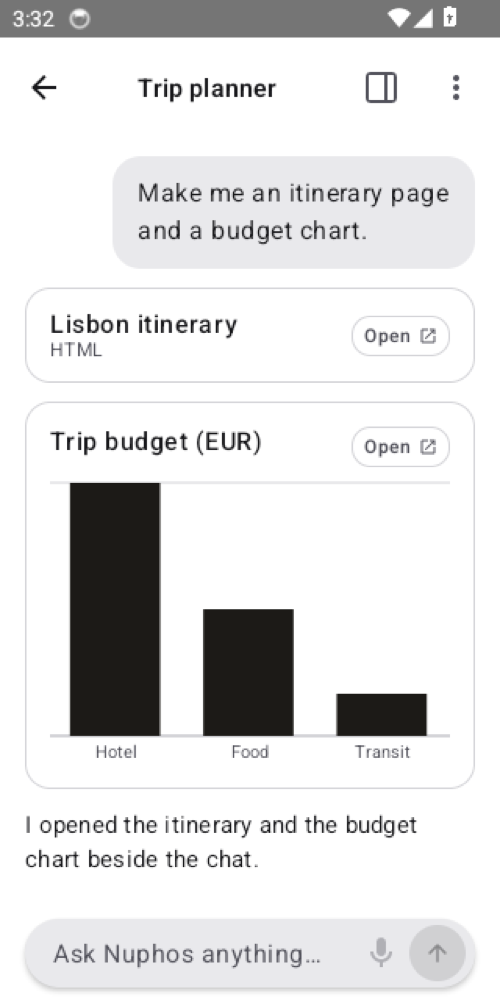 3:32
Trip planner
Make me an itinerary page
and a budget chart.
Lisbon itinerary
HTML
Open
Trip budget (EUR)
Open
Hotel
Food
Transit
I opened the itinerary and the budget
chart beside the chat.
Ask Nuphos anything...